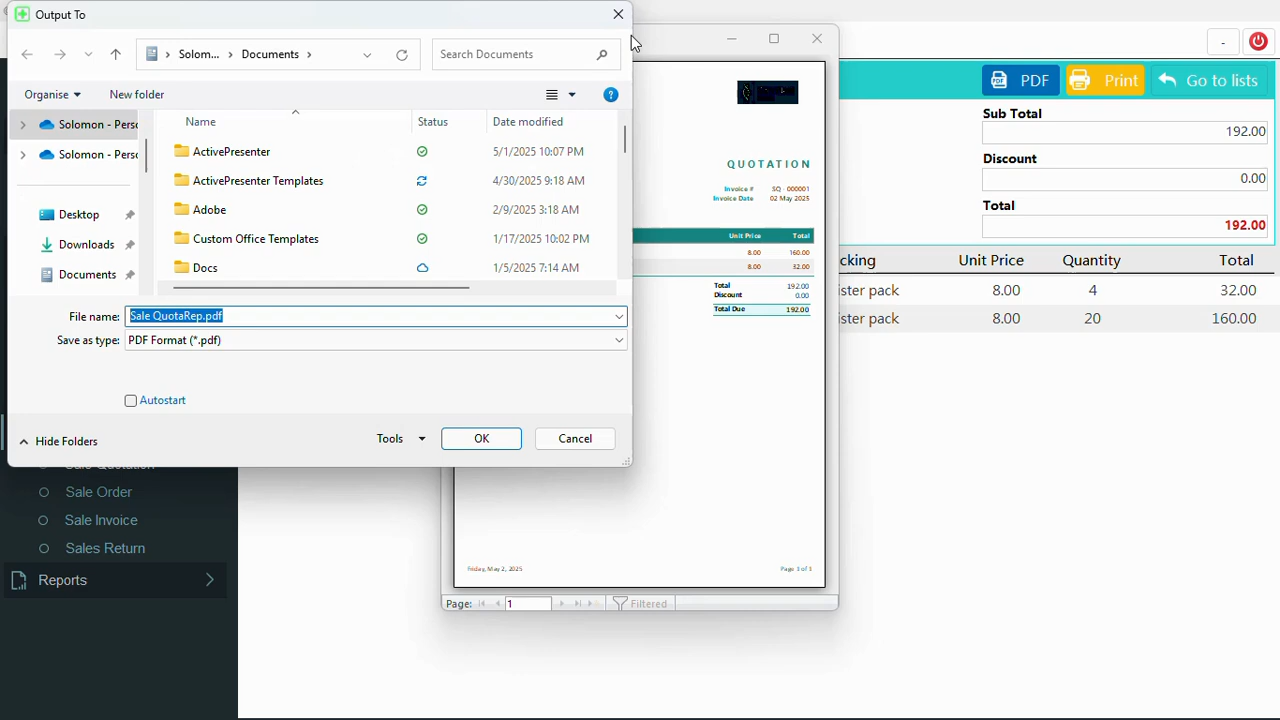 Output To
Solom... > Documents >
Search Documents
Organise
New folder
Name Status Date modified
Solomon - Perso
Solomon - Perso
Desktop
Downloads
Documents
ActivePresenter 5/1/2025 10:07 PM
ActivePresenter Templates 4/30/2025 9:18 AM
Adobe 2/9/2025 3:18 AM
Custom Office Templates 1/17/2025 10:02 PM
Docs 1/5/2025 7:14 AM
File name: Sale QuotaRep.pdf
Save as type: PDF Format (*.pdf)
Autostart
Hide Folders
Tools
OK
Cancel
QUOTATION
Invoice # SQ - 000001
Invoice Date 02 May 2025
Unit Price Total
8.00 160.00
8.00 32.00
Total 192.00
Discount 0.00
Total Due 192.00
Friday, May 2, 2025
Page 1 of 1
Page: 1
Filtered
-
PDF
Print
Go to lists
Sub Total
192.00
Discount
0.00
Total
192.00
cking Unit Price Quantity Total
ister pack 8.00 4 32.00
ister pack 8.00 20 160.00
Sale Quotation
Sale Order
Sale Invoice
Sales Return
Reports